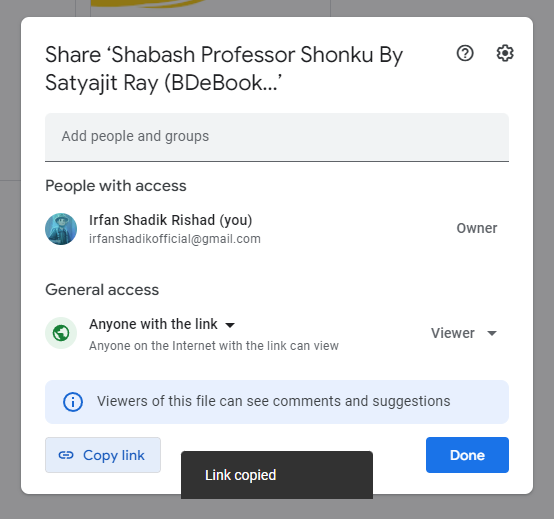 Share ‘Shabash Professor Shonku By
Satyajit Ray (BDeBook...’
Add people and groups
People with access
Irfan Shadik Rishad (you)
irfanshadikofficial@gmail.com
Owner
General access
Anyone with the link
Anyone on the Internet with the link can view
Viewer
Viewers of this file can see comments and suggestions
Copy link
Done
Link copied